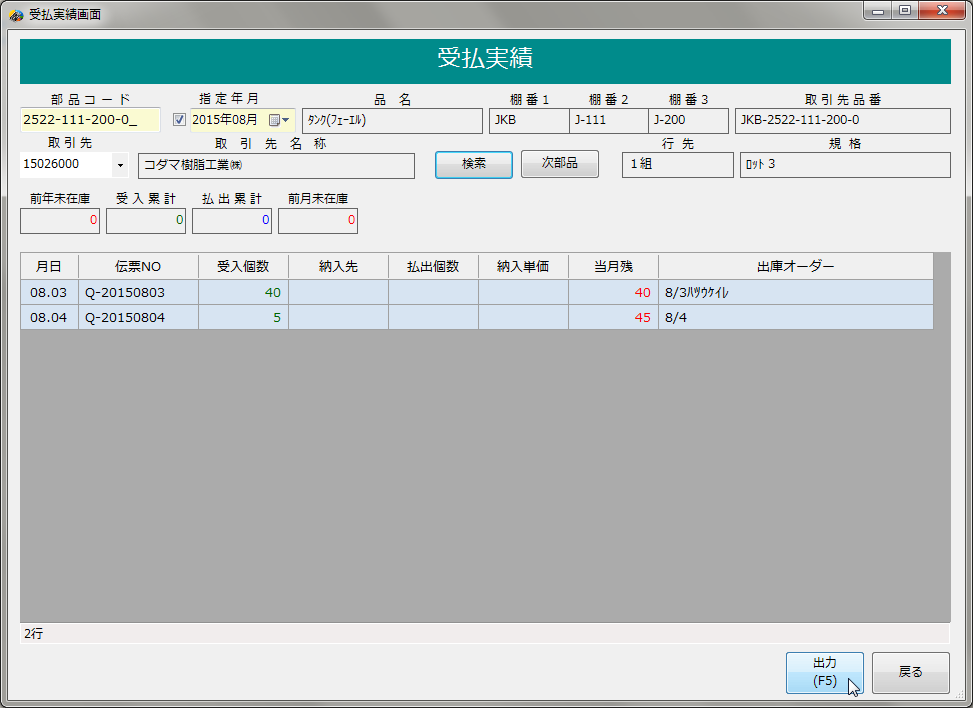 受払実績画面
受払実績
部品コード 指定年月 品 名 棚番1 棚番2 棚番3 取引先品番
2522-111-200-0_ 2015年08月 ﾀﾝｸ(ﾌｭｰｴﾙ) JKB J-111 J-200 JKB-2522-111-200-0
取引先 取 引 先 名 称 行 先 規 格
15026000 コダマ樹脂工業㈱ 検索 次部品 1組 ﾛｯﾄ 3
前年末在庫 受入累計 払出累計 前月末在庫
0 0 0 0
月日 伝票NO 受入個数 納入先 払出個数 納入単価 当月残 出庫オーダー
08.03 Q-20150803 40 40 8/3ﾊﾂｳｹｲﾚ
08.04 Q-20150804 5 45 8/4
2行
出力 戻る
(F5)